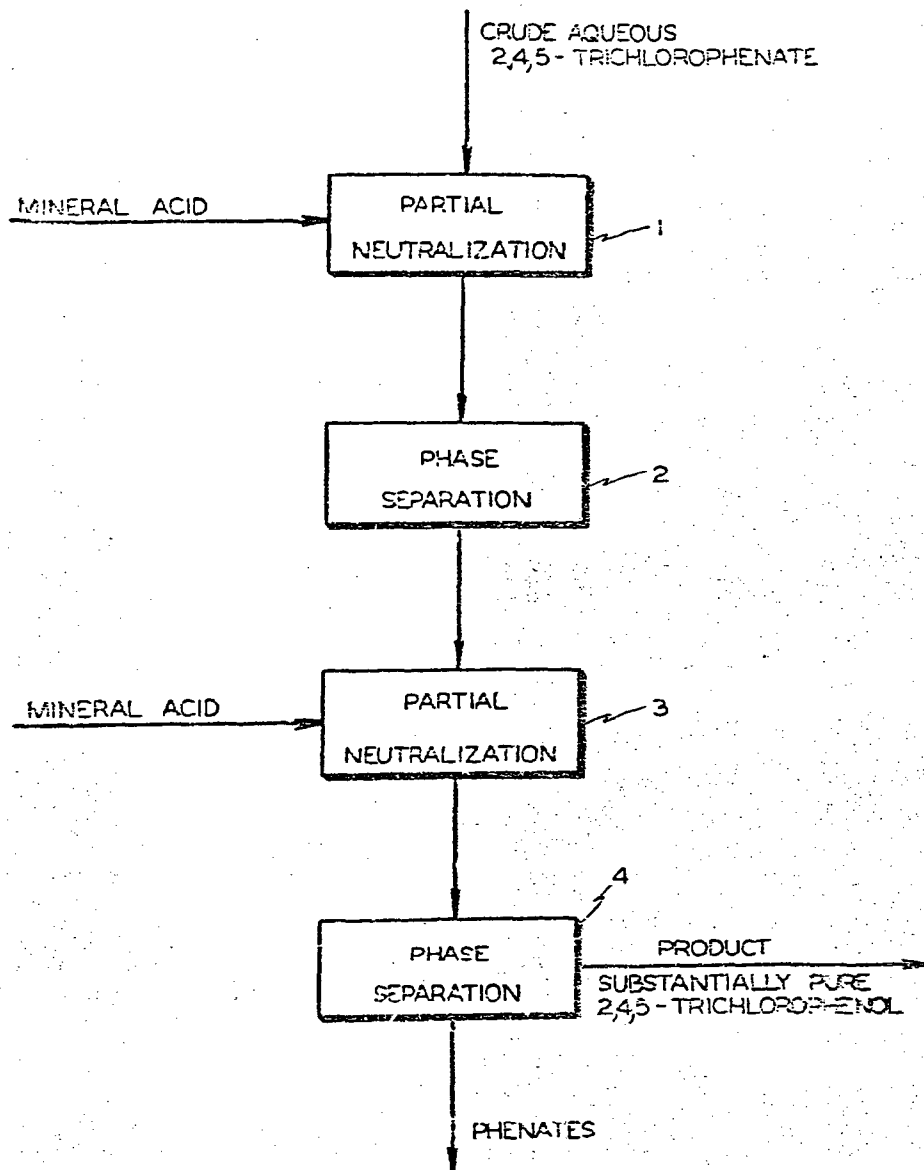 CRUDE AQUEOUS
2,4,5-TRICHLOROPHENATE
MINERAL ACID
PARTIAL
NEUTRALIZATION
1
PHASE
SEPARATION
2
MINERAL ACID
PARTIAL
NEUTRALIZATION
3
4
PHASE
SEPARATION
PRODUCT
SUBSTANTIALLY PURE
2,4,5-TRICHLOROPHENOL
PHENATES